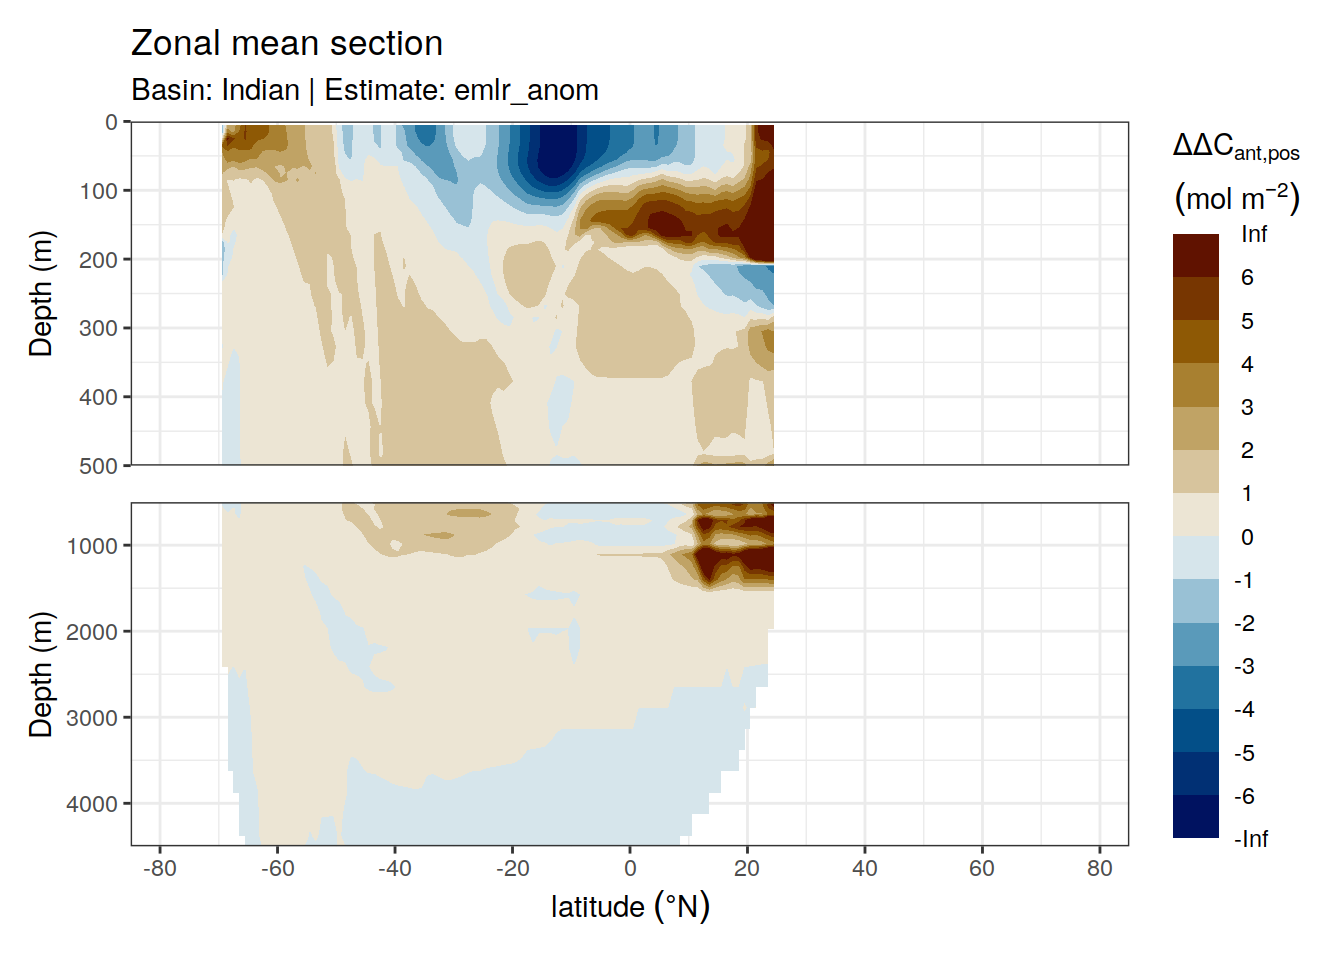 Zonal mean section
Basin: Indian | Estimate: emlr_anom
ΔΔC_ant,pos
(mol m⁻²)
Inf
6
5
4
3
2
1
0
-1
-2
-3
-4
-5
-6
-Inf
Depth (m)
0
100
200
300
400
500
Depth (m)
1000
2000
3000
4000
-80 -60 -40 -20 0 20 40 60 80
latitude (°N)